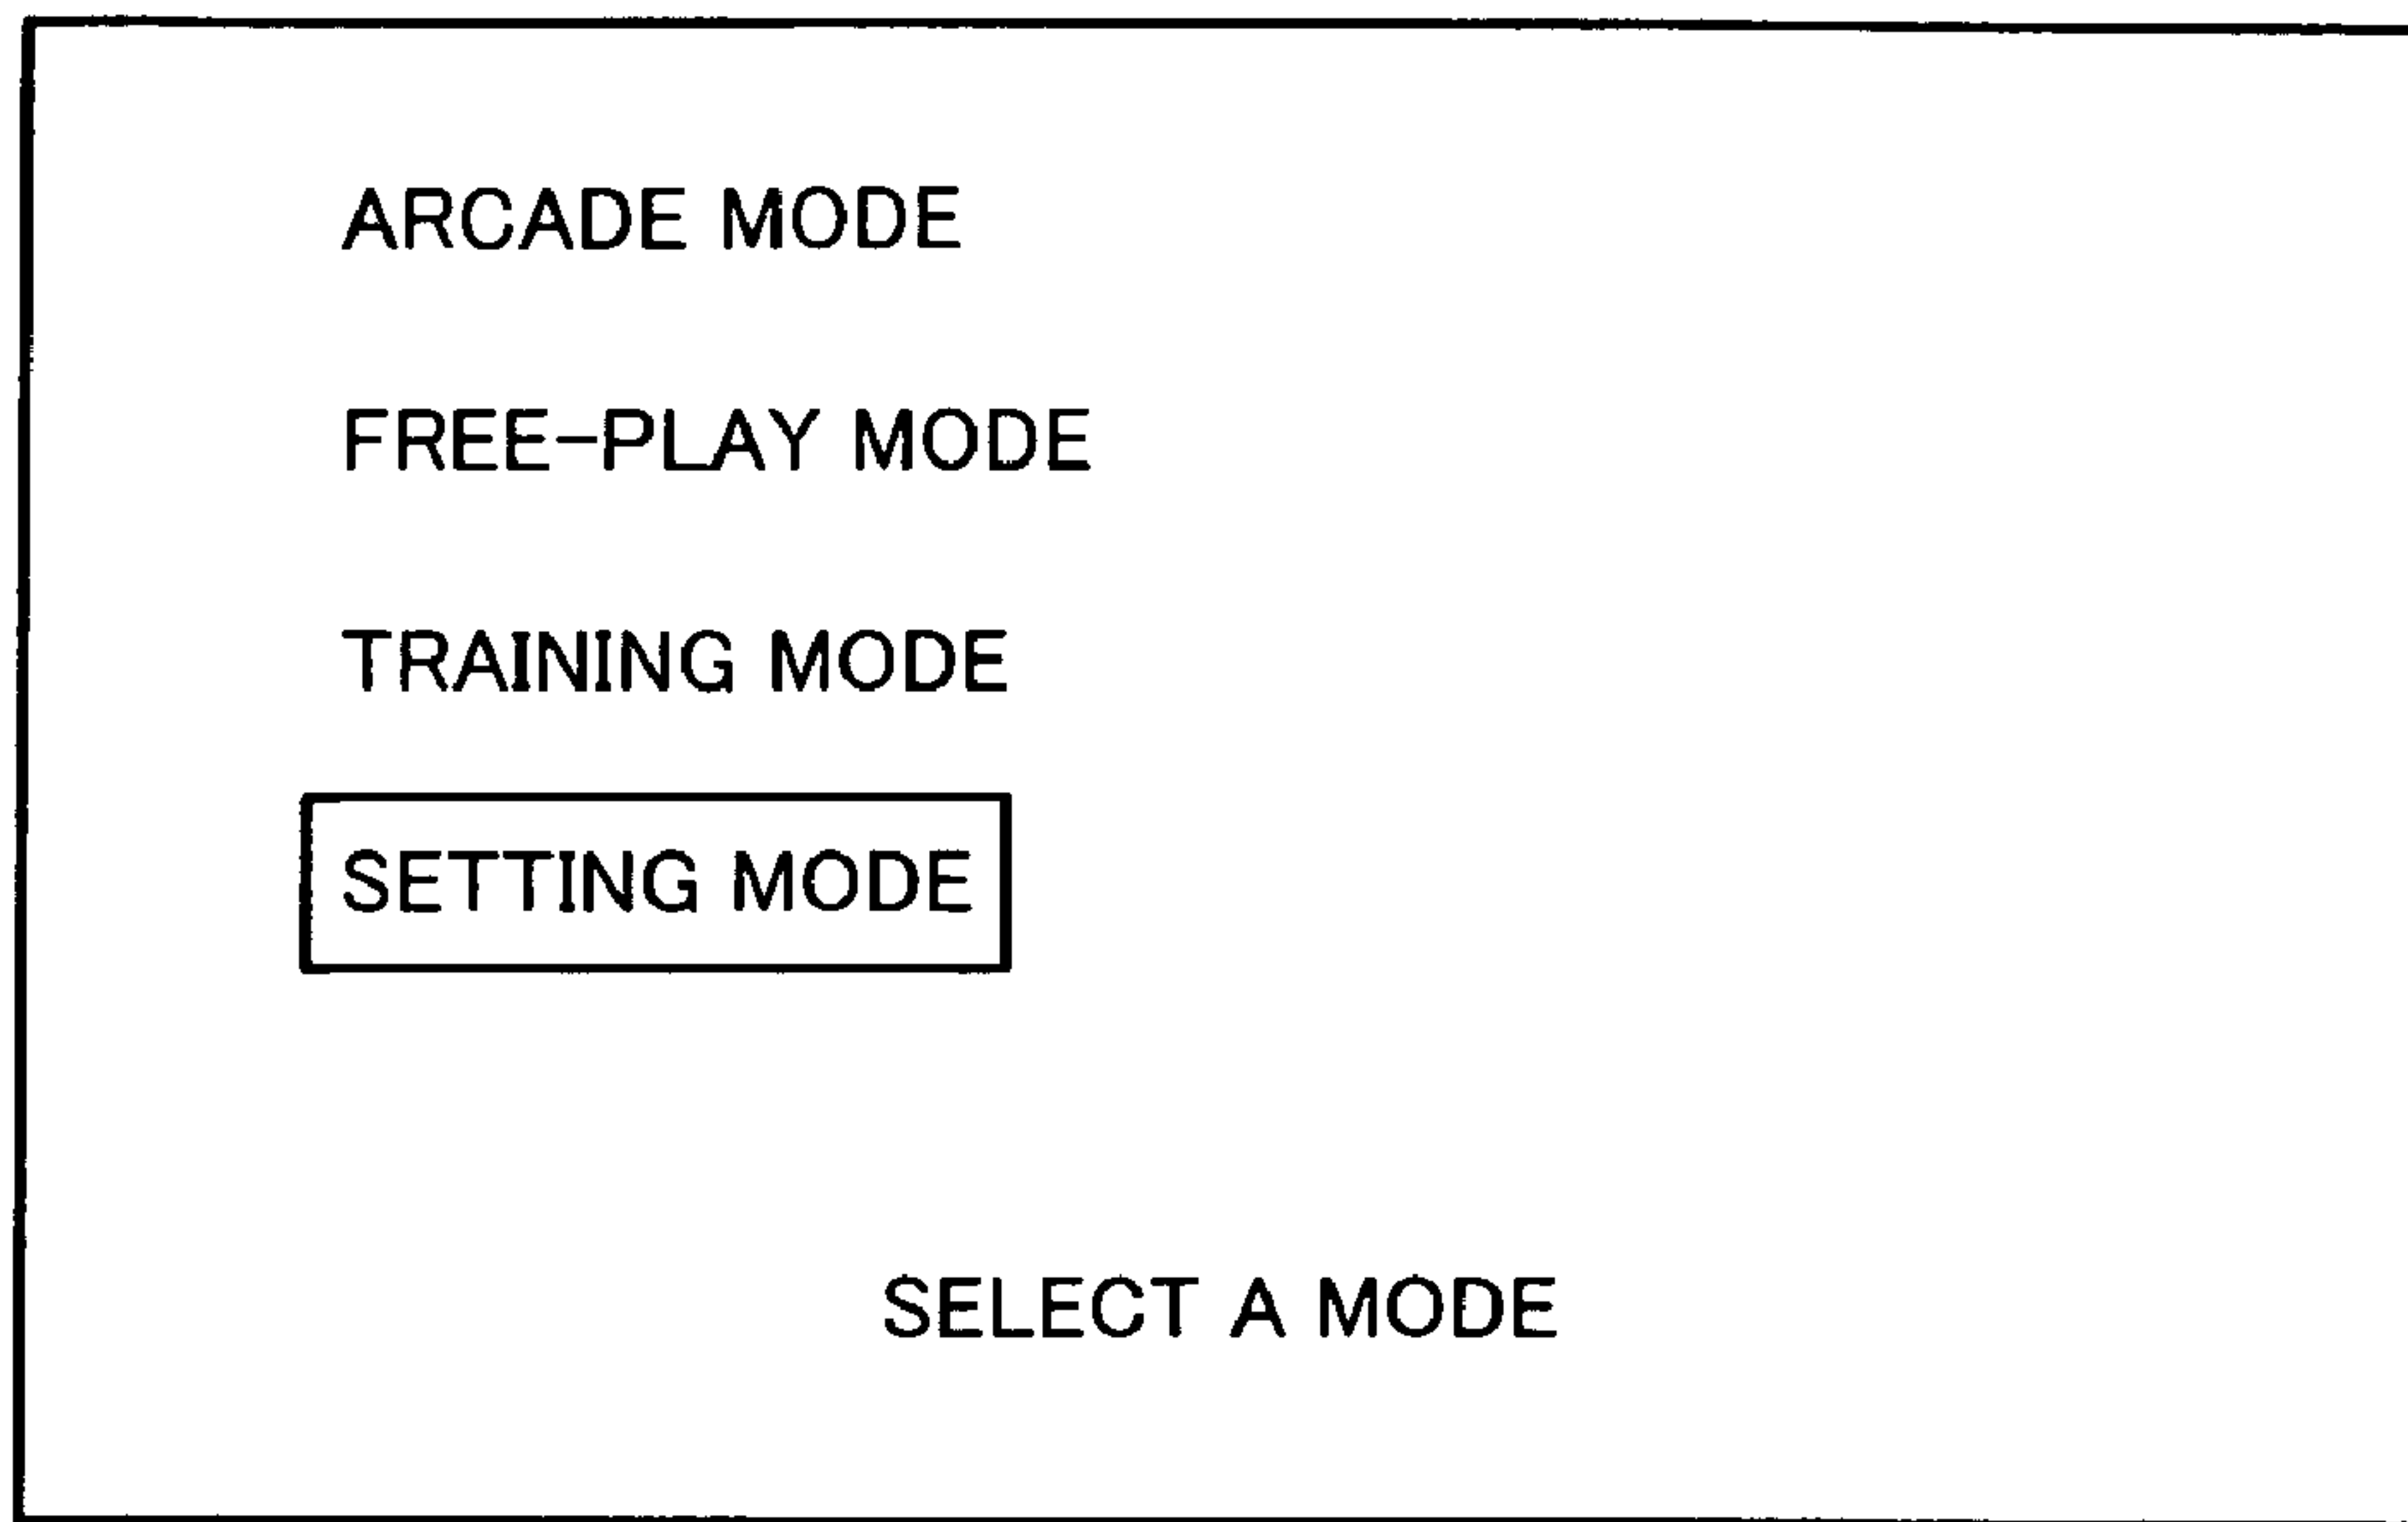 ARCADE MODE
FREE-PLAY MODE
TRAINING MODE
SETTING MODE
SELECT A MODE